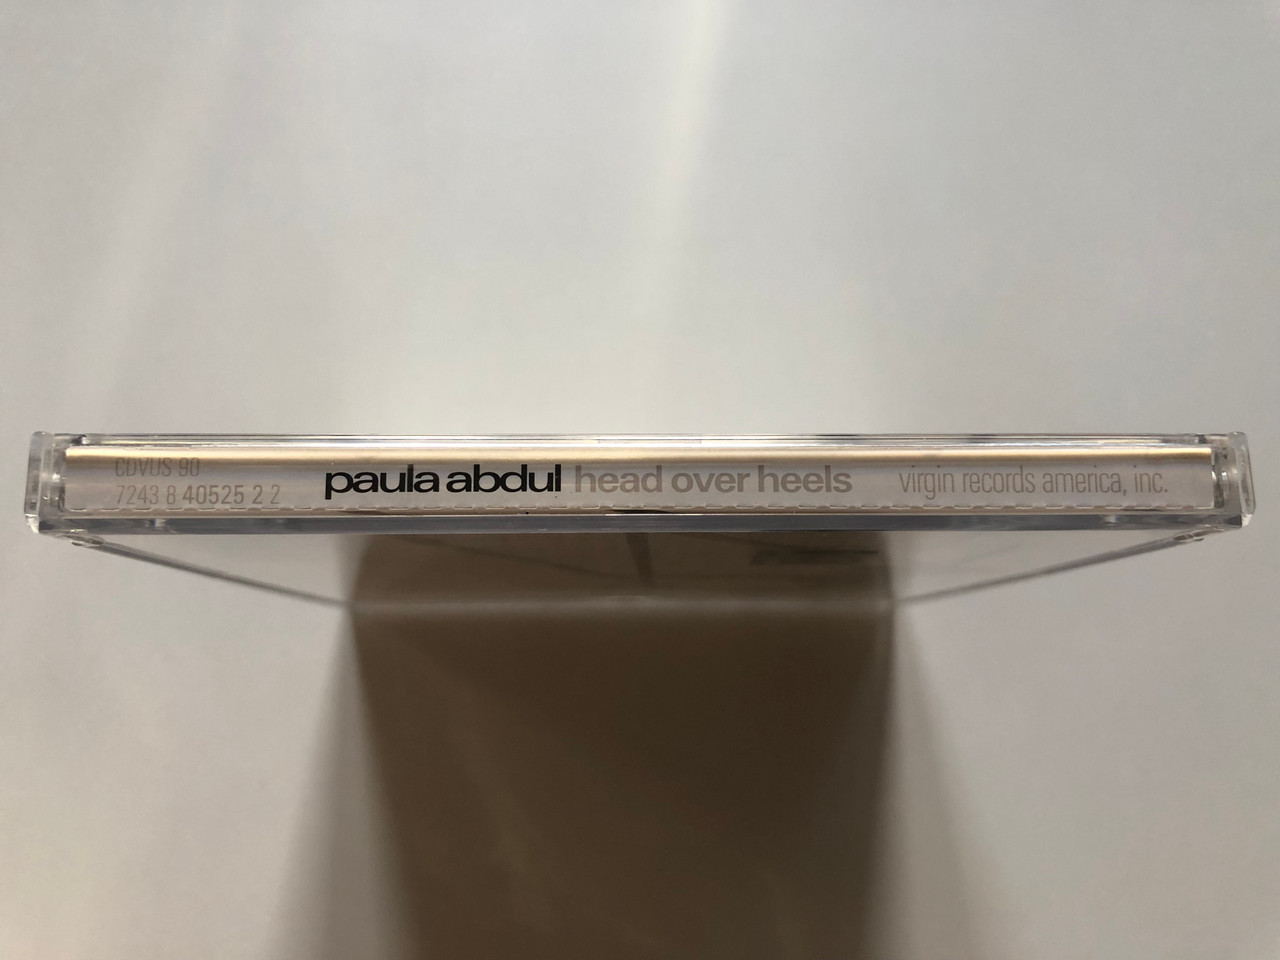 CDVUS 90
7243 8 40525 2 2
paula abdul head over heels
virgin records america, inc.